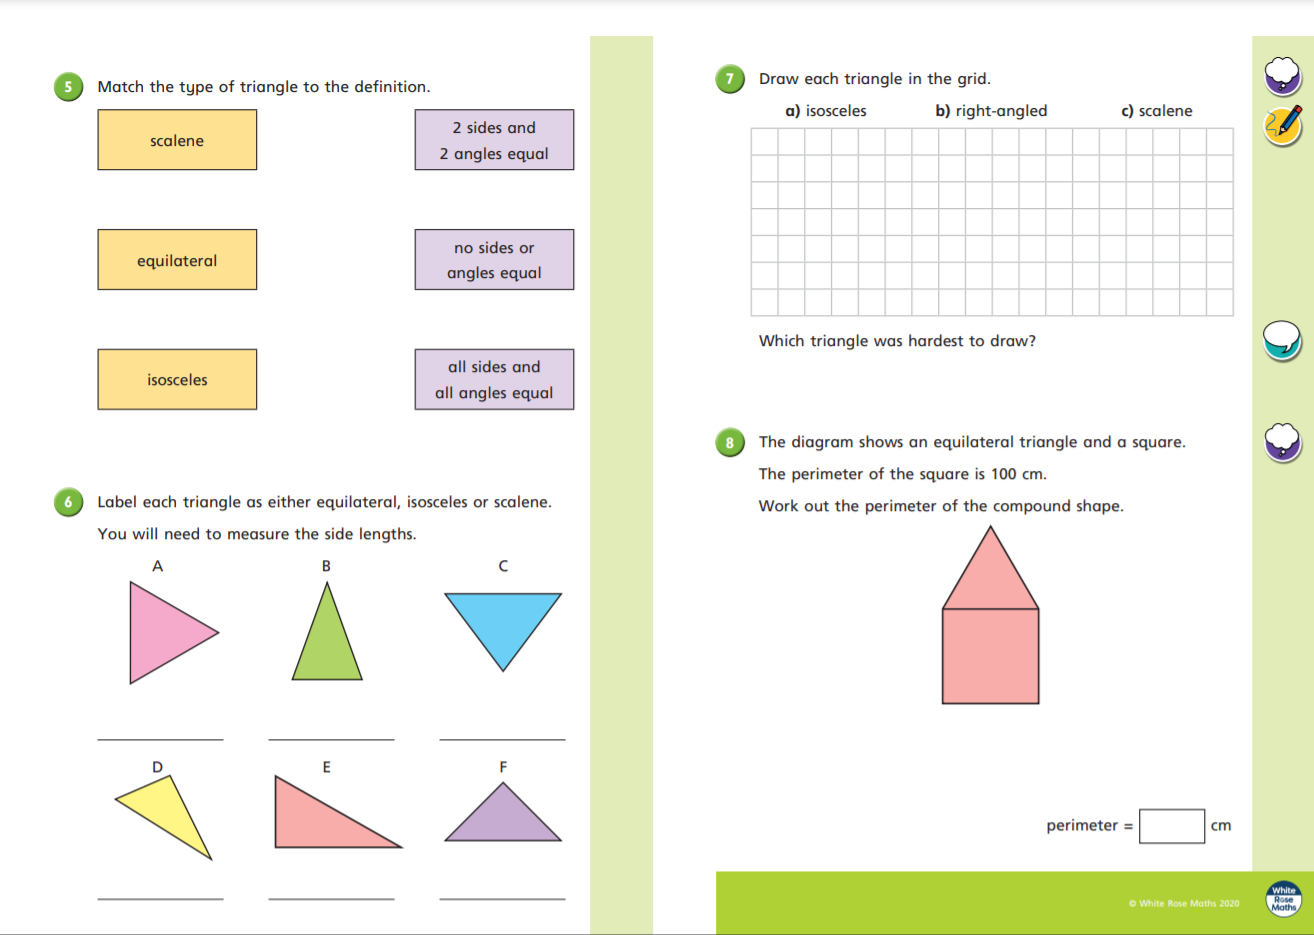 5 Match the type of triangle to the definition.
scalene
2 sides and
2 angles equal
equilateral
no sides or
angles equal
isosceles
all sides and
all angles equal
6 Label each triangle as either equilateral, isosceles or scalene.
You will need to measure the side lengths.
A B C
D E F
7 Draw each triangle in the grid.
a) isosceles b) right-angled c) scalene
Which triangle was hardest to draw?
8 The diagram shows an equilateral triangle and a square.
The perimeter of the square is 100 cm.
Work out the perimeter of the compound shape.
perimeter = cm
© White Rose Maths 2020
White
Rose
Maths